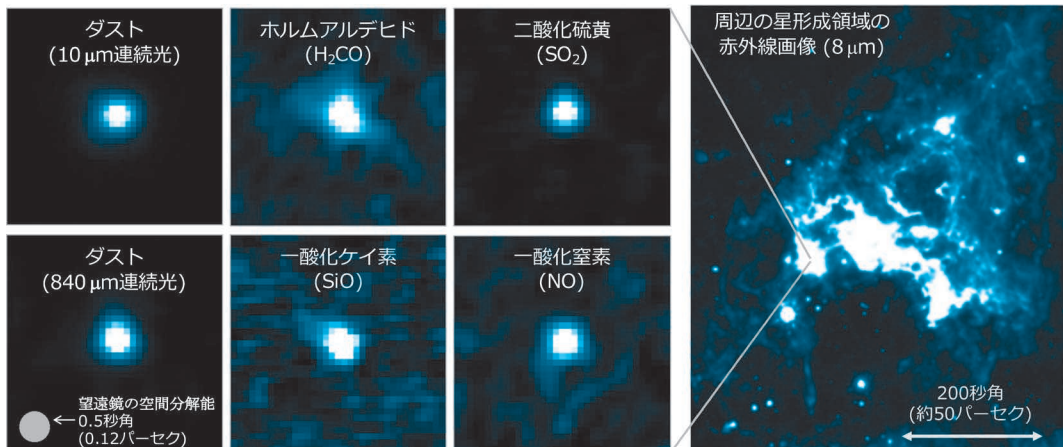 ダスト
(10 μm連続光)
ホルムアルデヒド
(H₂CO)
二酸化硫黄
(SO₂)
周辺の星形成領域の
赤外線画像 (8 μm)
ダスト
(840 μm連続光)
一酸化ケイ素
(SiO)
一酸化窒素
(NO)
望遠鏡の空間分解能
0.5秒角
(0.12パーセク)
200秒角
(約50パーセク)